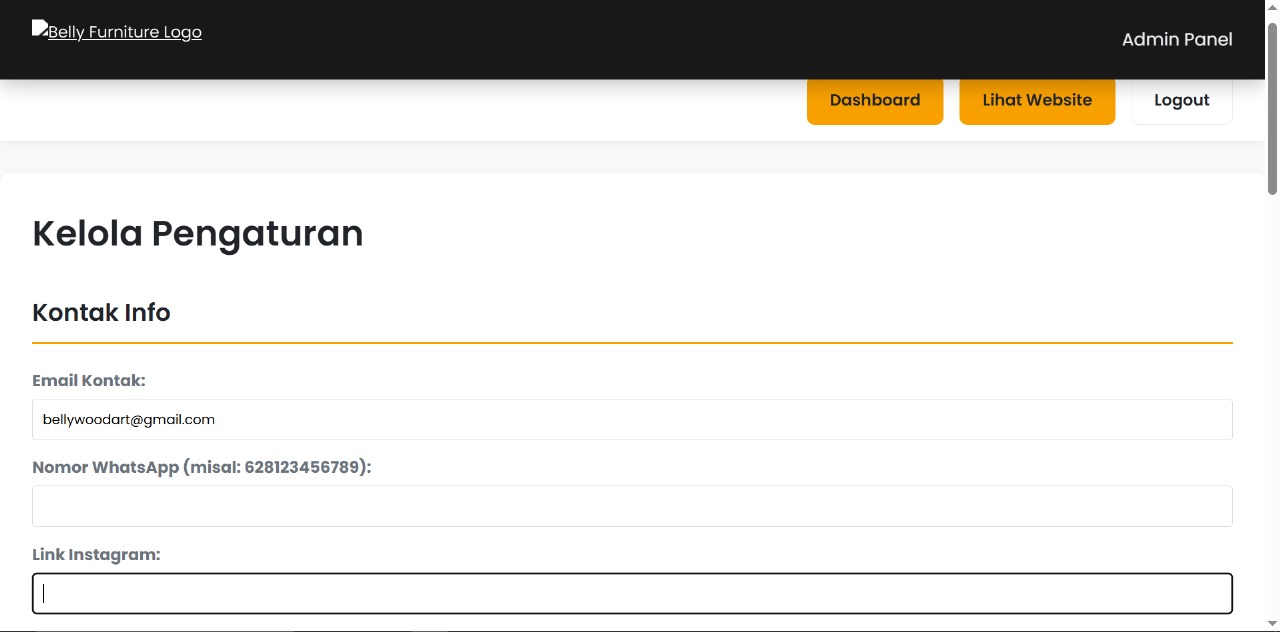 Belly Furniture Logo
Admin Panel
Dashboard Lihat Website Logout
Kelola Pengaturan
Kontak Info
Email Kontak:
bellywoodart@gmail.com
Nomor WhatsApp (misal: 628123456789):
Link Instagram: